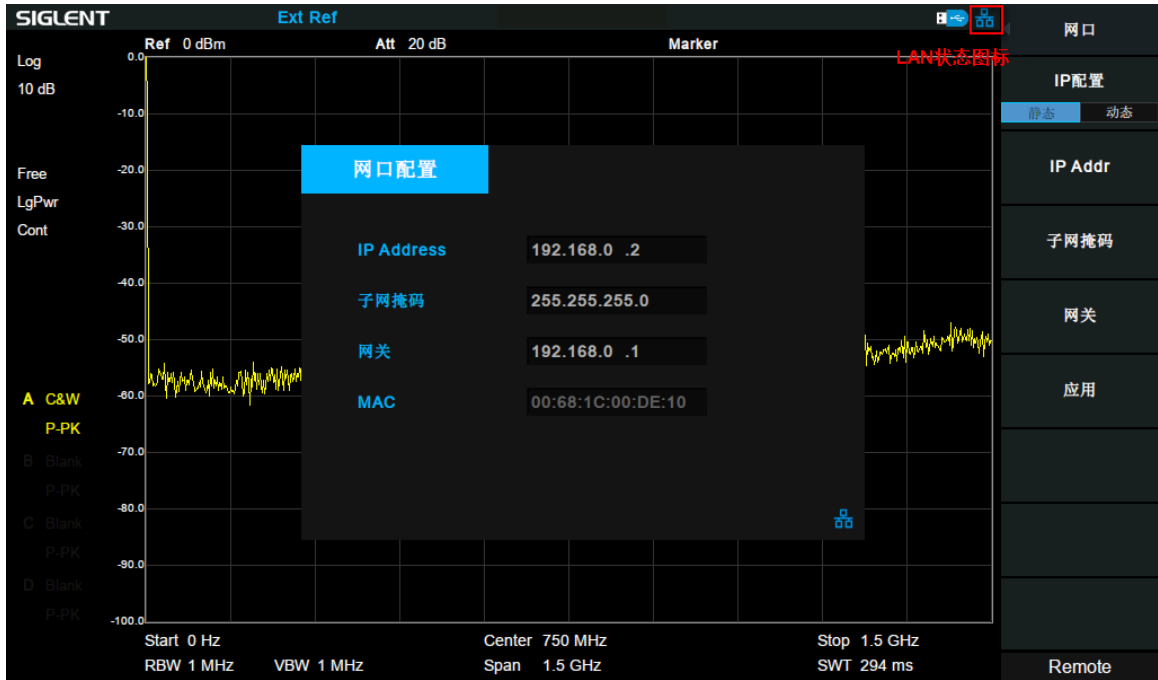 SIGLENT Ext Ref
网口
Ref 0 dBm Att 20 dB Marker
LAN状态图标
Log
10 dB
IP配置
静态 动态
0.0
-10.0
-20.0
-30.0
-40.0
-50.0
-60.0
-70.0
-80.0
-90.0
-100.0
Free
LgPwr
Cont
网口配置
IP Address 192.168.0 .2
子网掩码 255.255.255.0
网关 192.168.0 .1
MAC 00:68:1C:00:DE:10
IP Addr
子网掩码
网关
应用
A C&W
P-PK
B Blank
P-PK
C Blank
P-PK
D Blank
P-PK
Start 0 Hz Center 750 MHz Stop 1.5 GHz
RBW 1 MHz VBW 1 MHz Span 1.5 GHz SWT 294 ms
Remote